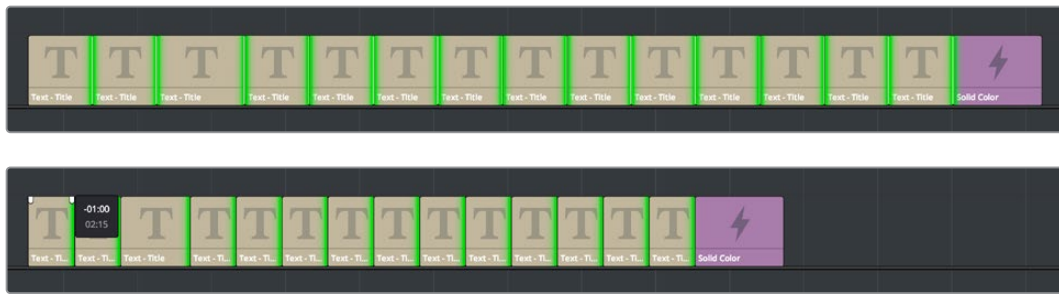 T T T T T T T T T T T T T T
Text - Title Text - Title Text - Title Text - Title Text - Title Text - Title Text - Title Text - Title Text - Title Text - Title Text - Title Text - Title Text - Title Text - Title Solid Color
-01:00
02:15
T T T T T T T T T T T T T
Text - Ti... Text - Ti... Text - Title Text - Ti... Text - Ti... Text - Ti... Text - Ti... Text - Ti... Text - Ti... Text - Ti... Text - Ti... Text - Ti... Text - Ti... Text - Ti... Solid Color